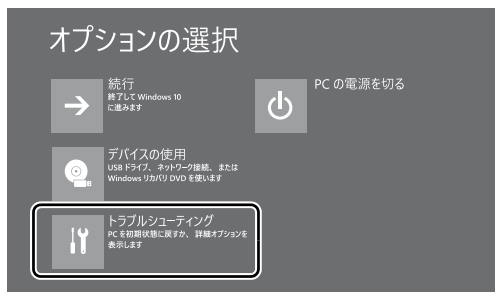 オプションの選択
続行
終了して Windows 10
に進みます
PC の電源を切る
デバイスの使用
USB ドライブ、ネットワーク接続、または
Windows リカバリ DVD を使います
トラブルシューティング
PC を初期状態に戻すか、詳細オプションを
表示します